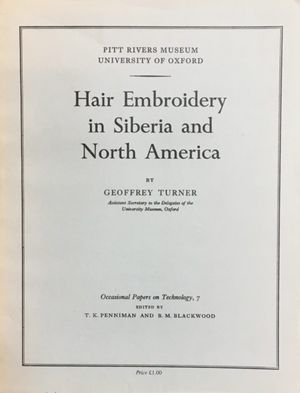 PITT RIVERS MUSEUM
UNIVERSITY OF OXFORD
Hair Embroidery
in Siberia and
North America
BY
GEOFFREY TURNER
Assistant Secretary to the Delegates of the
University Museum, Oxford
Occasional Papers on Technology, 7
EDITED BY
T. K. PENNIMAN AND B. M. BLACKWOOD
Price £1.00